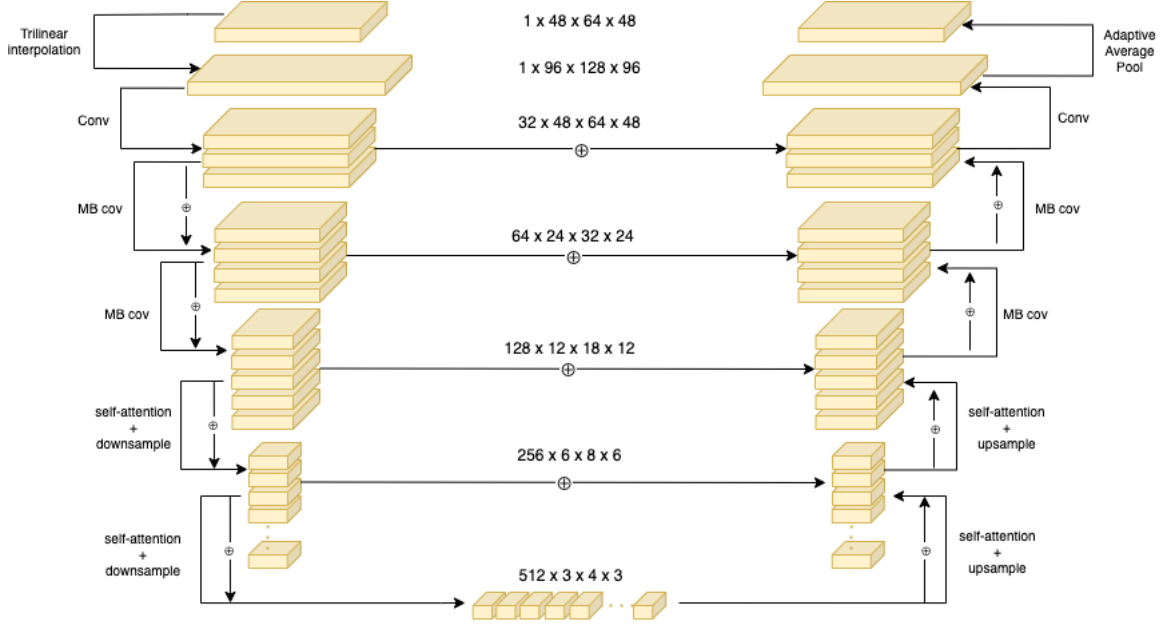 Trilinear
interpolation
1 x 48 x 64 x 48
Adaptive
Average
Pool
1 x 96 x 128 x 96
Conv
32 x 48 x 64 x 48
Conv
MB cov
64 x 24 x 32 x 24
MB cov
MB cov
128 x 12 x 18 x 12
MB cov
self-attention
+
downsample
256 x 6 x 8 x 6
self-attention
+
upsample
self-attention
+
downsample
512 x 3 x 4 x 3
self-attention
+
upsample